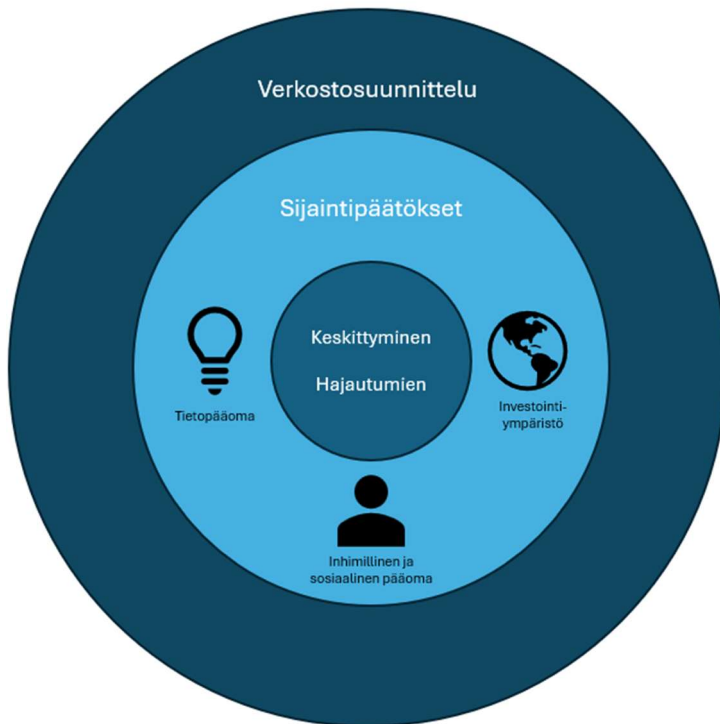 Verkostosuunnittelu
Sijaintipäätökset
Keskittyminen
Hajautumien
Tietopääoma
Investointi-
ympäristö
Inhimillinen ja
sosiaalinen pääoma